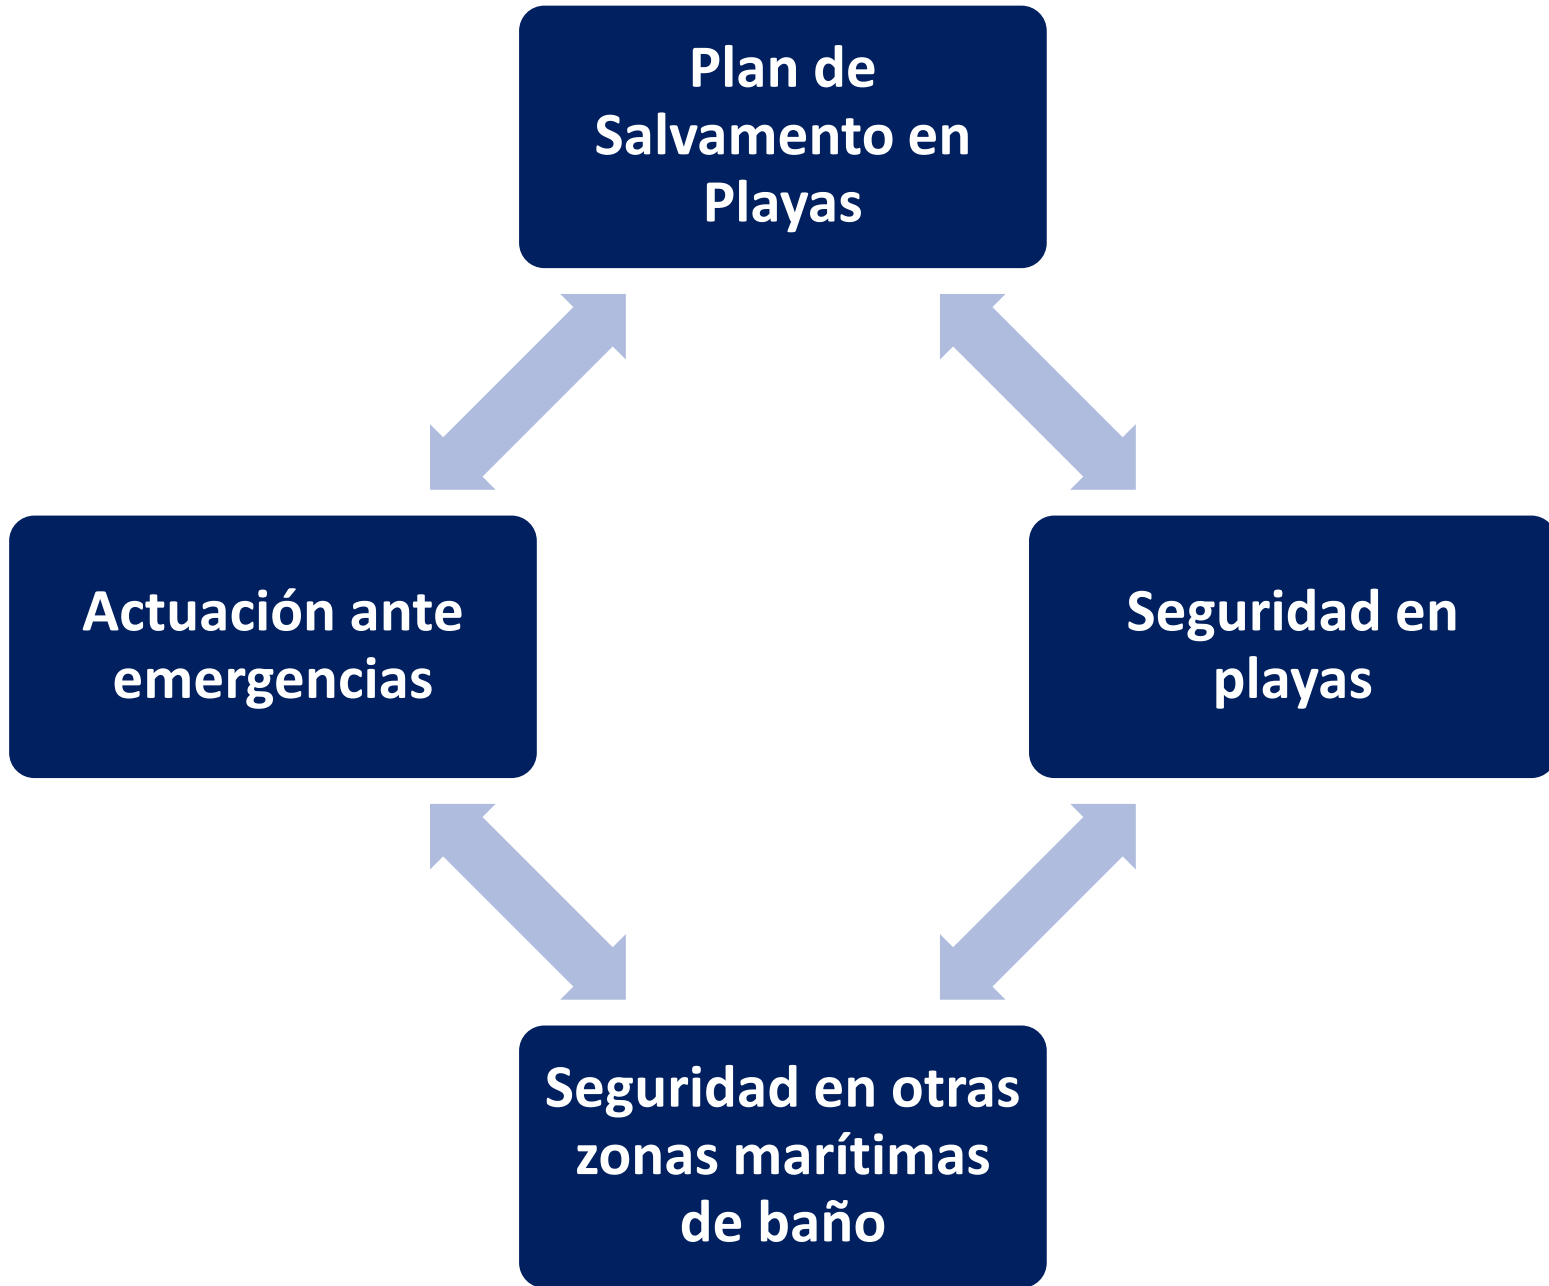 Plan de
Salvamento en
Playas
Actuación ante
emergencias
Seguridad en
playas
Seguridad en otras
zonas marítimas
de baño